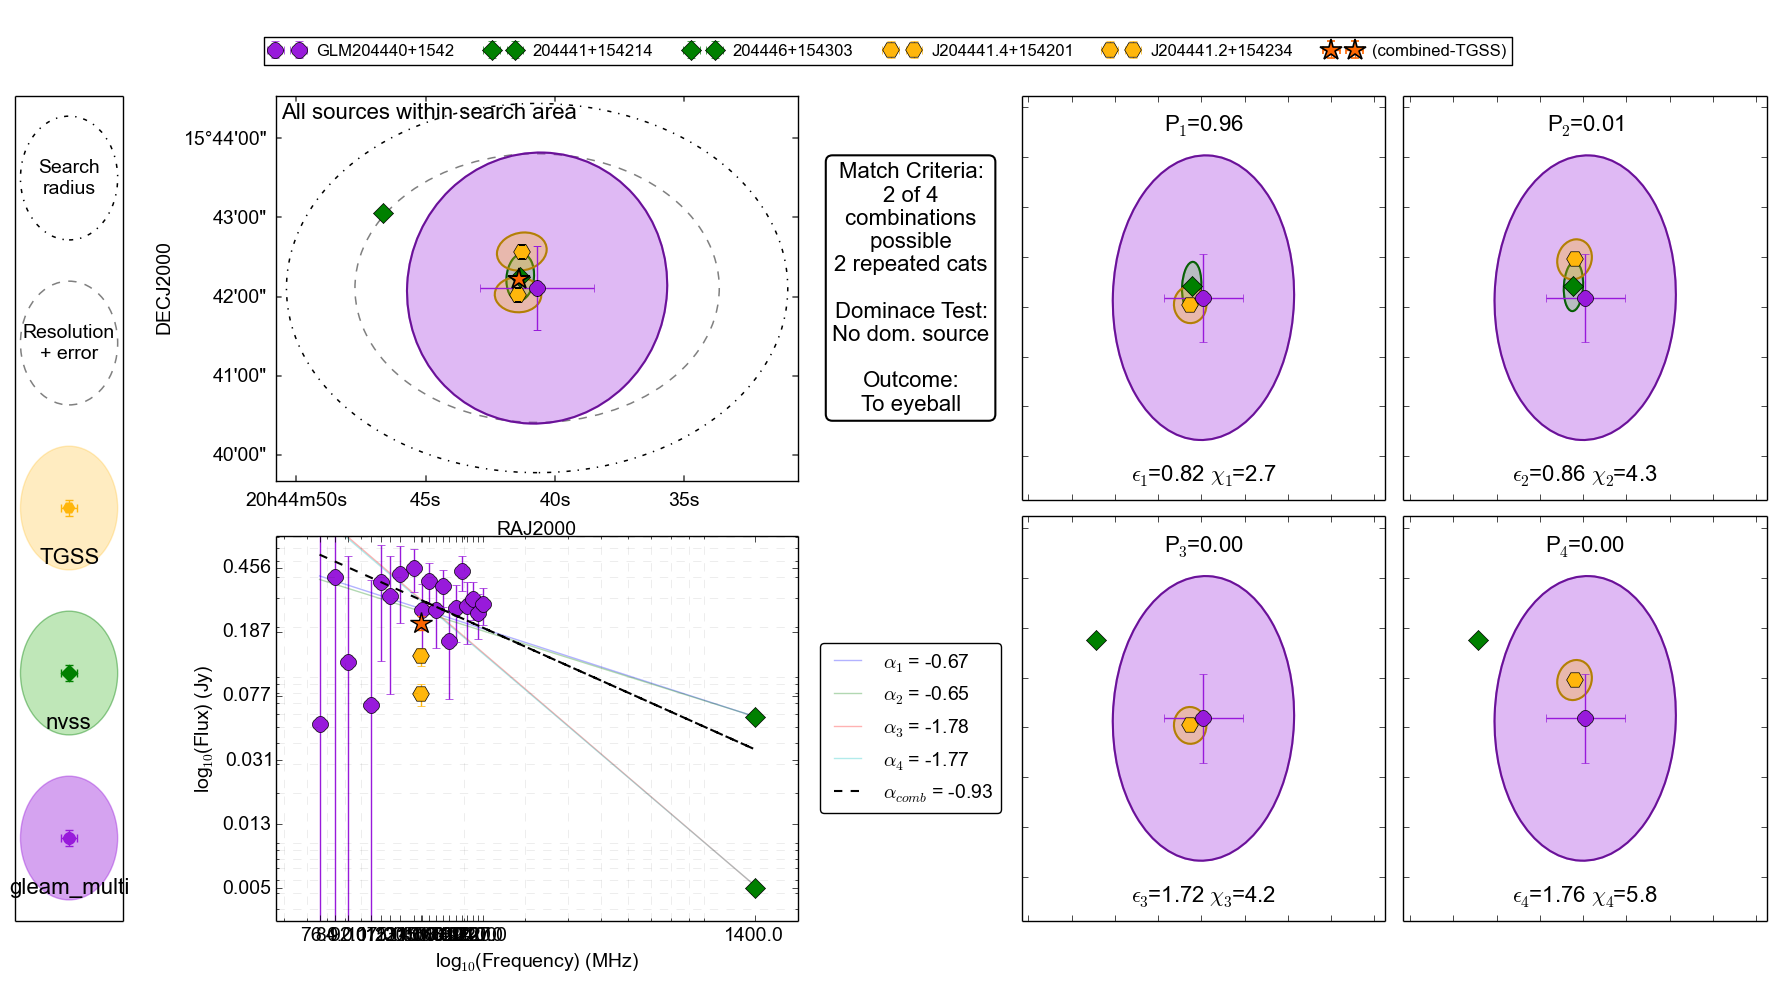 GLM204440+1542 204441+154214 204446+154303 J204441.4+154201 J204441.2+154234 (combined-TGSS)
Search
radius
Resolution
+ error
TGSS
nvss
gleam_multi
All sources within search area
15°44'00"
43'00"
42'00"
41'00"
40'00"
DECJ2000
20h44m50s 45s 40s 35s
RAJ2000
Match Criteria:
2 of 4
combinations
possible
2 repeated cats
Dominace Test:
No dom. source
Outcome:
To eyeball
P1=0.96
ϵ1=0.82 χ1=2.7
P2=0.01
ϵ2=0.86 χ2=4.3
P3=0.00
ϵ3=1.72 χ3=4.2
P4=0.00
ϵ4=1.76 χ4=5.8
0.456
0.187
0.077
0.031
0.013
0.005
log10(Flux) (Jy)
1400.0
log10(Frequency) (MHz)
α1 = -0.67
α2 = -0.65
α3 = -1.78
α4 = -1.77
αcomb = -0.93